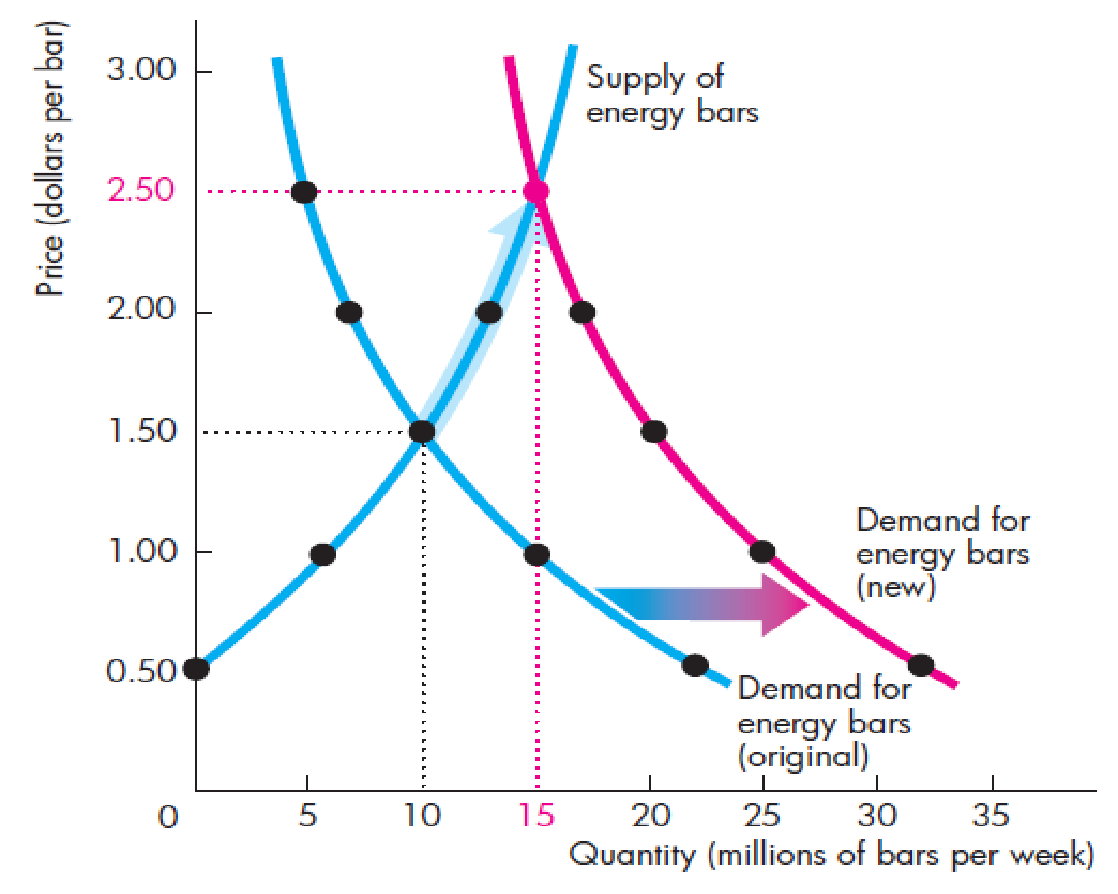 Price (dollars per bar)
3.00
2.50
2.00
1.50
1.00
0.50
0
Supply of
energy bars
Demand for
energy bars
(new)
Demand for
energy bars
(original)
5
10
15
20
25
30
35
Quantity (millions of bars per week)